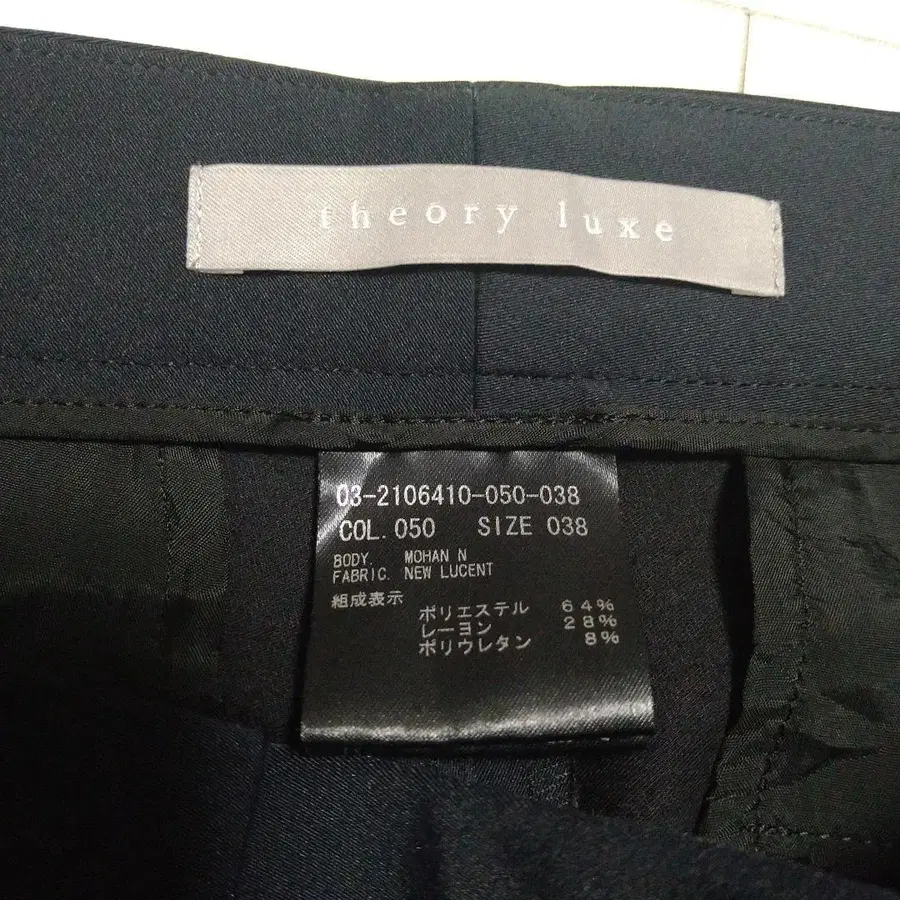 theory luxe
03-2106410-050-038
COL. 050 SIZE 038
BODY. MOHAN N
FABRIC. NEW LUCENT
組成表示
ポリエステル 64%
レーヨン 28%
ポリウレタン 8%